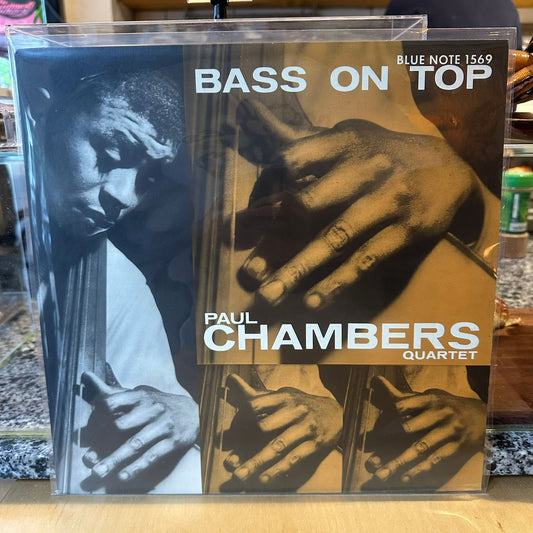 BLUE NOTE 1569
BASS ON TOP
PAUL
CHAMBERS
QUARTET